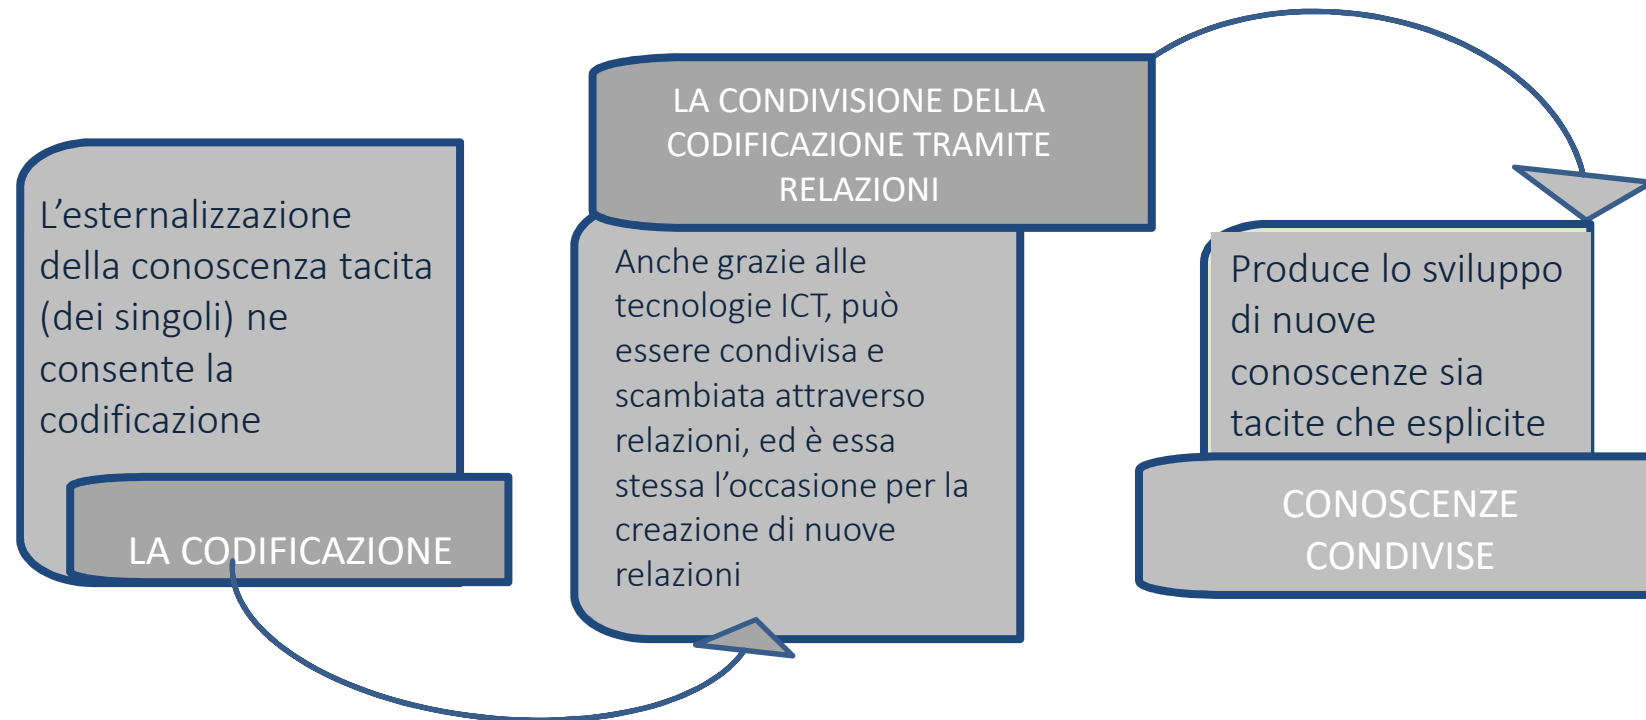 L’esternalizzazione
della conoscenza tacita
(dei singoli) ne
consente la
codificazione
LA CODIFICAZIONE
LA CONDIVISIONE DELLA
CODIFICAZIONE TRAMITE
RELAZIONI
Anche grazie alle
tecnologie ICT, può
essere condivisa e
scambiata attraverso
relazioni, ed è essa
stessa l’occasione per la
creazione di nuove
relazioni
Produce lo sviluppo
di nuove
conoscenze sia
tacite che esplicite
CONOSCENZE
CONDIVISE